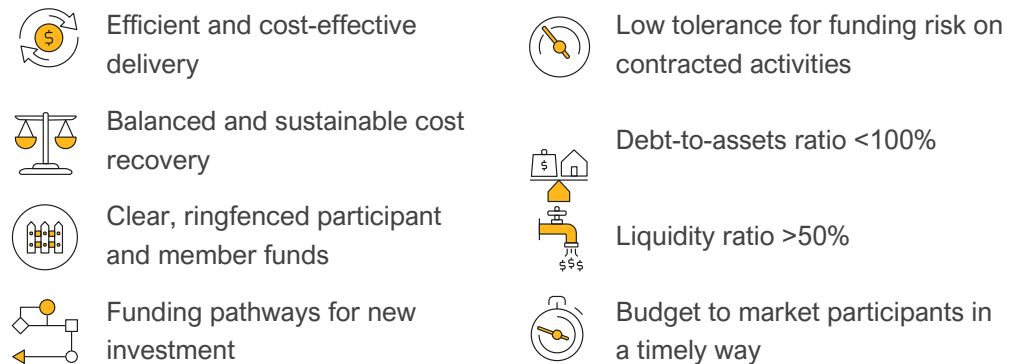 Efficient and cost-effective
delivery
Balanced and sustainable cost
recovery
Clear, ringfenced participant
and member funds
Funding pathways for new
investment
Low tolerance for funding risk on
contracted activities
Debt-to-assets ratio <100%
Liquidity ratio >50%
Budget to market participants in
a timely way
$
$
$$$